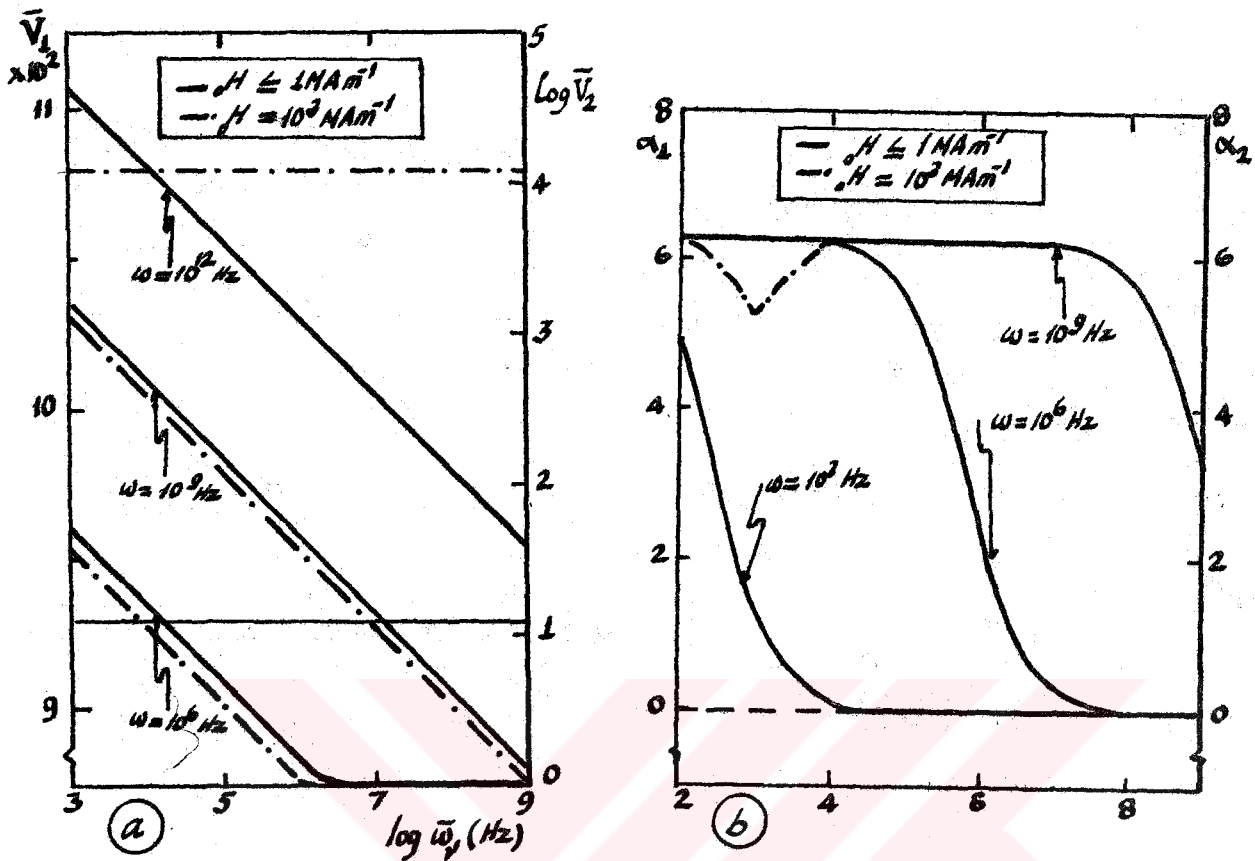 V̄₁
×10²
11
10
9
— ₒH ≦ 1MAm⁻¹
—·— ₒH = 10³ MAm⁻¹
5
log V̄₂
4
3
2
1
0
ω=10¹² Hz
ω=10⁹ Hz
ω=10⁶ Hz
3 5 7 9
a
log ω̄ᵥ (Hz)
8
α₁
6
4
2
0
— ₒH ≦ 1MAm⁻¹
—·— ₒH = 10³ MAm⁻¹
8
α₂
6
4
2
0
ω=10⁹ Hz
ω=10⁶ Hz
ω=10³ Hz
2 4 6 8
b